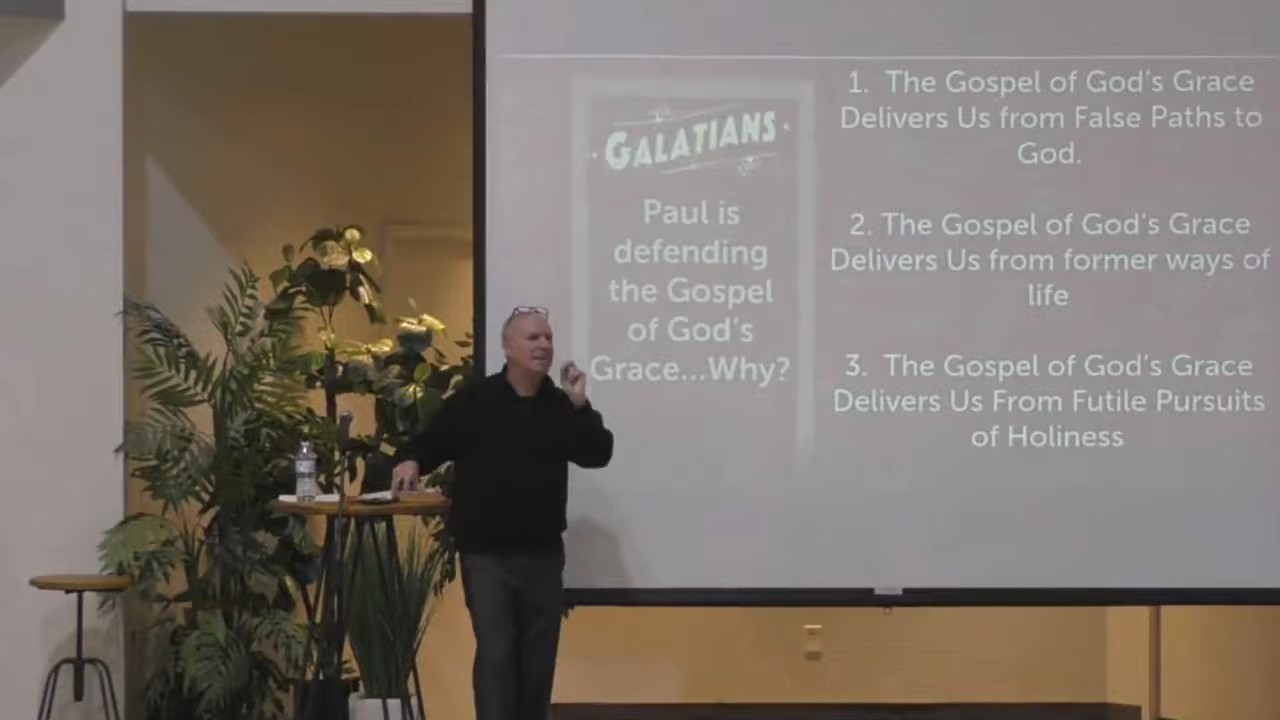 GALATIANS
Paul is
defending
the Gospel
of God's
Grace...Why?
1. The Gospel of God's Grace
Delivers Us from False Paths to
God.
2. The Gospel of God's Grace
Delivers Us from former ways of
life
3. The Gospel of God's Grace
Delivers Us From Futile Pursuits
of Holiness